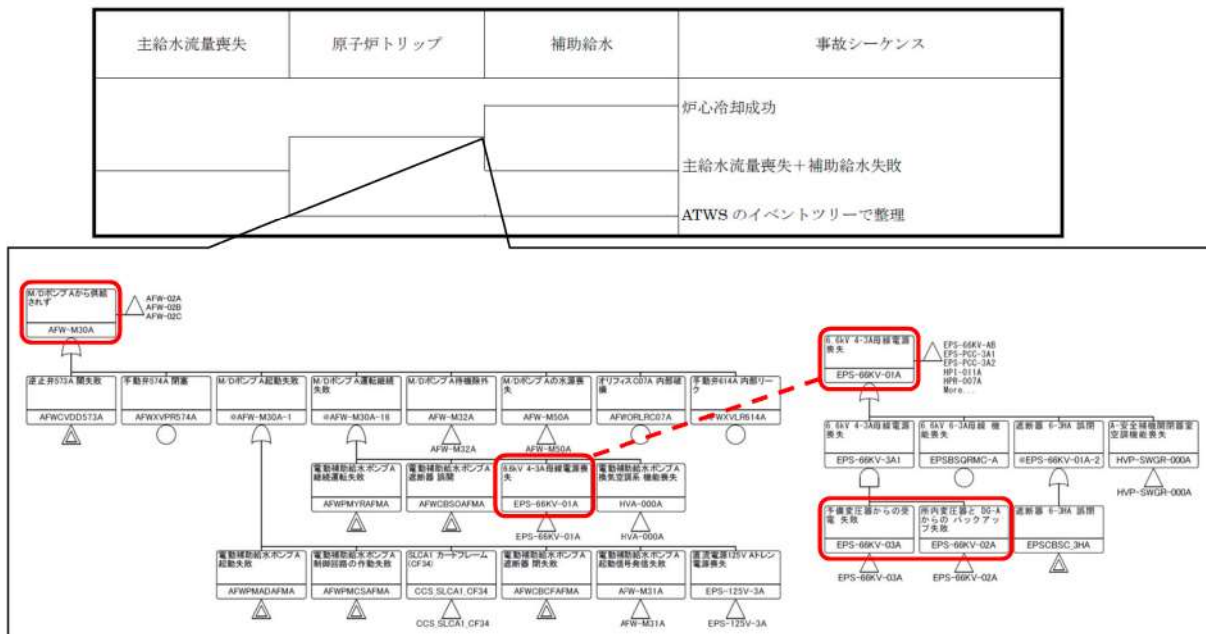 主給水流量喪失
原子炉トリップ
補助給水
事故シーケンス
炉心冷却成功
主給水流量喪失＋補助給水失敗
ATWS のイベントツリーで整理
M/Dポンプ Aから供給
されず
AFW-M30A
AFW-02A
AFW-02B
AFW-02C
逆止弁573A 開失敗
AFWCVDD573A
手動弁574A 閉塞
AFWXVPR574A
M/Dポンプ A起動失敗
※AFW-M30A-1
M/Dポンプ A運転継続
失敗
※AFW-M30A-16
M/Dポンプ A待機除外
AFW-M32A
AFW-M32A
M/Dポンプ Aの水源喪
失
AFW-M50A
AFW-M50A
オリフィスC07A 内部破
損
AFWORLRC07A
手動弁614A 内部リー
ク
AFWXVLR614A
電動補助給水ポンプ A
継続運転失敗
AFWPMYRAFMA
電動補助給水ポンプ A
遮断器 誤開
AFWCBSOAFMA
6.6kV 4-3A母線電源喪
失
EPS-66KV-01A
EPS-66KV-01A
電動補助給水ポンプ A
換気空調系 機能喪失
HVA-000A
HVA-000A
電動補助給水ポンプ A
起動失敗
AFWPMADAFMA
電動補助給水ポンプ A
制御回路の作動失敗
AFWPMCSAFMA
SLCA1 カードフレーム
(CF34)
CCS_SLCA1_CF34
CCS_SLCA1_CF34
電動補助給水ポンプ A
遮断器 閉失敗
AFWCBCFAFMA
電動補助給水ポンプ A
起動信号発信失敗
AFW-M31A
AFW-M31A
直流電源125V Aトレン
電源喪失
EPS-125V-3A
EPS-125V-3A
6.6kV 4-3A母線電源
喪失
EPS-66KV-01A
EPS-66KV-AB
EPS-PCC-3A1
EPS-PCC-3A2
HPI-011A
HPR-007A
More...
6.6kV 4-3A母線電源
喪失
EPS-66KV-3A1
6.6kV 6-3A母線 機
能喪失
EPSBSQRMC-A
遮断器 6-3HA 誤閉
※EPS-66KV-01A-2
A-安全補機開閉器室
空調機能喪失
HVP-SWGR-000A
HVP-SWGR-000A
予備変圧器からの受
電 失敗
EPS-66KV-03A
EPS-66KV-03A
所内変圧器と DG-A
からの バックアッ
プ失敗
EPS-66KV-02A
EPS-66KV-02A
遮断器 6-3HA 誤閉
EPSCBSC_3HA